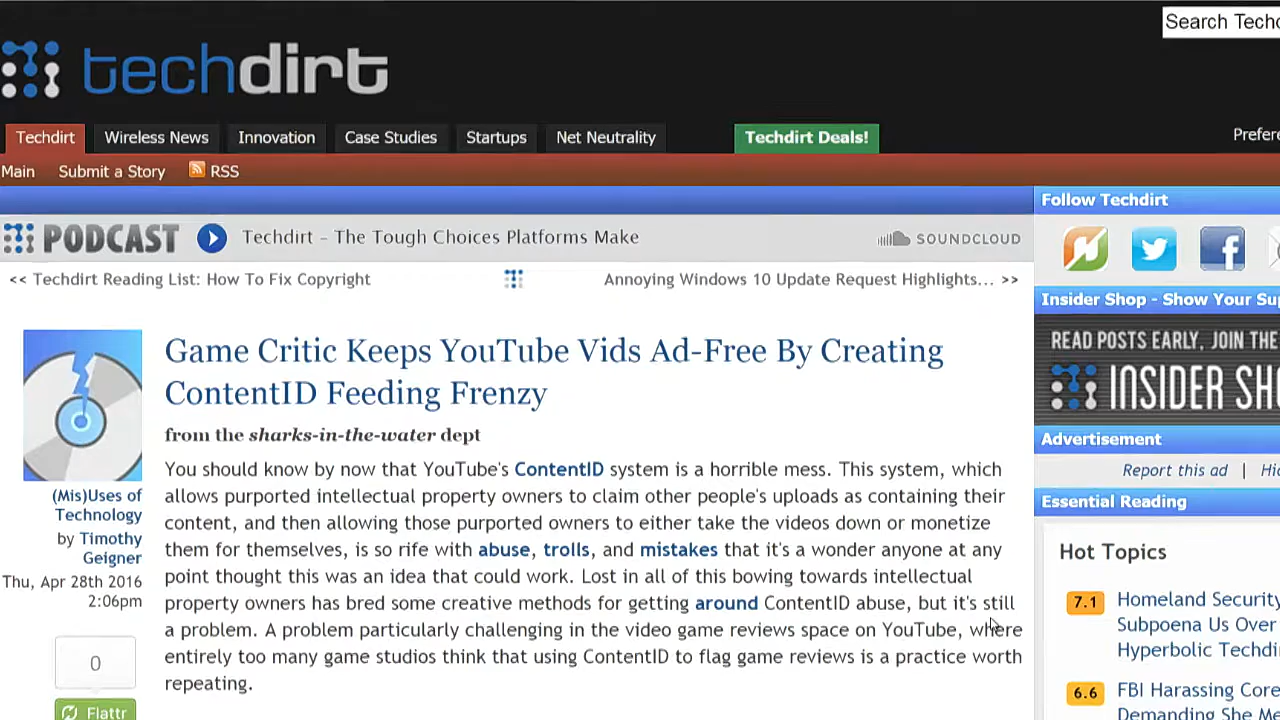 Search Techd
techdirt
Techdirt Wireless News Innovation Case Studies Startups Net Neutrality Techdirt Deals! Prefere
Main Submit a Story RSS
Follow Techdirt
PODCAST Techdirt - The Tough Choices Platforms Make SOUNDCLOUD
<< Techdirt Reading List: How To Fix Copyright Annoying Windows 10 Update Request Highlights... >>
Insider Shop - Show Your Sup
READ POSTS EARLY, JOIN THE
INSIDER SHO
Game Critic Keeps YouTube Vids Ad-Free By Creating
ContentID Feeding Frenzy
from the sharks-in-the-water dept
(Mis)Uses of
Technology
by Timothy
Geigner
Thu, Apr 28th 2016
2:06pm
0
Flattr
You should know by now that YouTube's ContentID system is a horrible mess. This system, which
allows purported intellectual property owners to claim other people's uploads as containing their
content, and then allowing those purported owners to either take the videos down or monetize
them for themselves, is so rife with abuse, trolls, and mistakes that it's a wonder anyone at any
point thought this was an idea that could work. Lost in all of this bowing towards intellectual
property owners has bred some creative methods for getting around ContentID abuse, but it's still
a problem. A problem particularly challenging in the video game reviews space on YouTube, where
entirely too many game studios think that using ContentID to flag game reviews is a practice worth
repeating.
Advertisement
Report this ad | Hid
Essential Reading
Hot Topics
7.1 Homeland Security
Subpoena Us Over
Hyperbolic Techdi
6.6 FBI Harassing Core
Demanding She Me